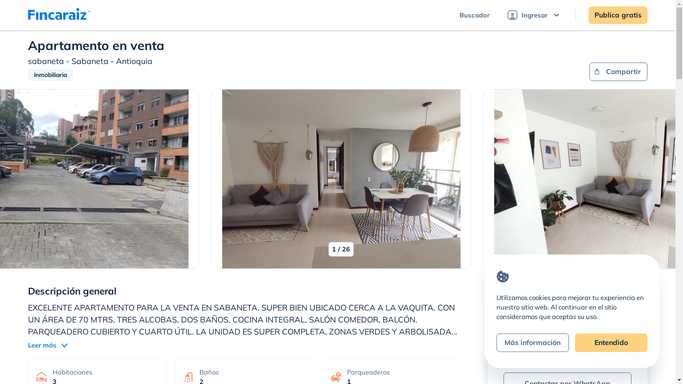 Fincaraiz
Buscador
Ingresar
Publica gratis
Apartamento en venta
sabaneta - Sabaneta - Antioquia
Inmobiliaria
Compartir
1 / 26
Descripción general
EXCELENTE APARTAMENTO PARA LA VENTA EN SABANETA. SUPER BIEN UBICADO CERCA A LA VAQUITA. CON
UN ÁREA DE 70 MTRS, TRES ALCOBAS, DOS BAÑOS, COCINA INTEGRAL, SALÓN COMEDOR, BALCÓN.
PARQUEADERO CUBIERTO Y CUARTO ÚTIL. LA UNIDAD ES SUPER COMPLETA, ZONAS VERDES Y ARBOLISADA...
Leer más
Habitaciones
3
Baños
2
Parqueaderos
1
Utilizamos cookies para mejorar tu experiencia en
nuestro sitio web. Al continuar en el sitio
consideramos que aceptas su uso.
Más información
Entendido
Contactar por WhatsApp